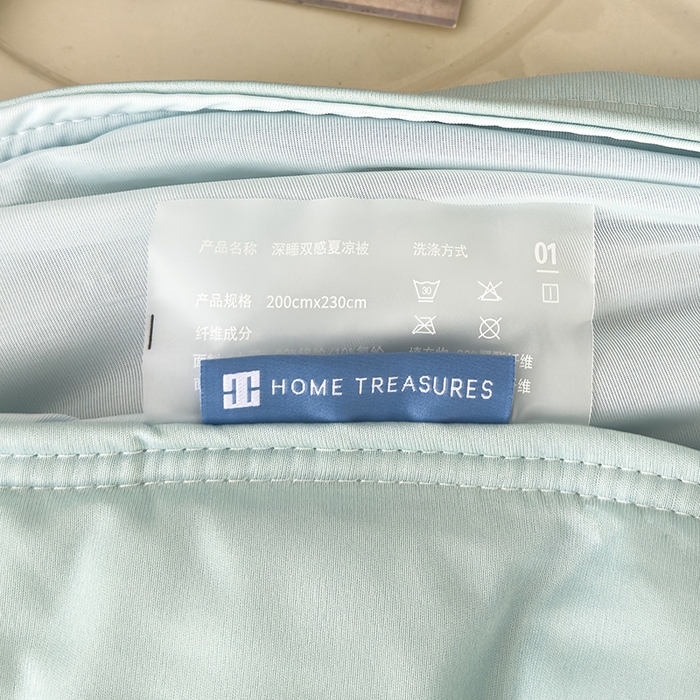 产品名称 深睡双感夏凉被 洗涤方式 01
产品规格 200cmx230cm 30
纤维成分
HOME TREASURES